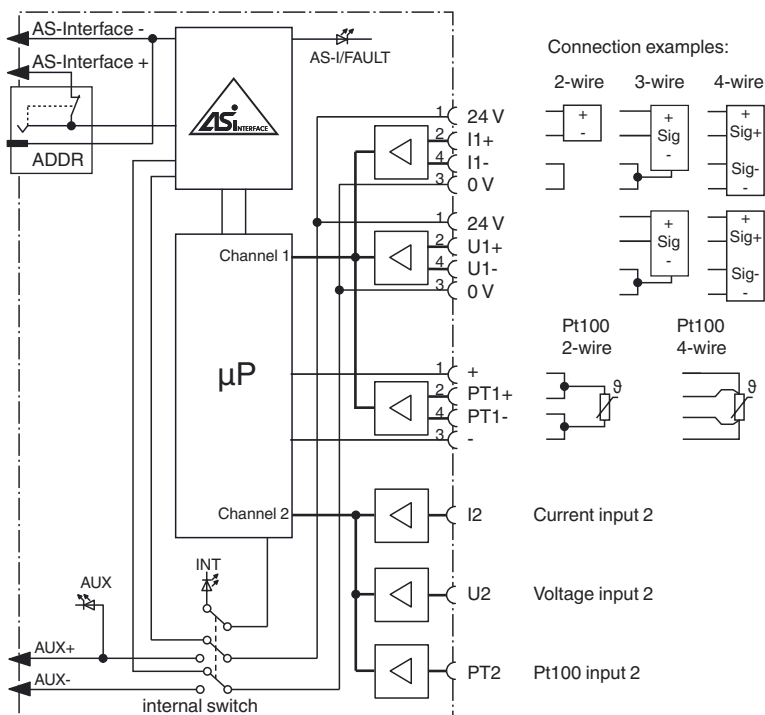 AS-Interface -
AS-Interface +
ADDR
ASi INTERFACE
AS-I/FAULT
1 24 V
2 I1+
4 I1-
3 0 V
1 24 V
2 U1+
4 U1-
3 0 V
Channel 1
µP
1 +
2 PT1+
4 PT1-
3 -
Channel 2
I2 Current input 2
U2 Voltage input 2
PT2 Pt100 input 2
INT
AUX
AUX+
AUX-
internal switch
Connection examples:
2-wire 3-wire 4-wire
+
-
+
Sig
-
+
Sig+
Sig-
-
+
Sig
-
+
Sig+
Sig-
-
Pt100
2-wire
ϑ
Pt100
4-wire
ϑ